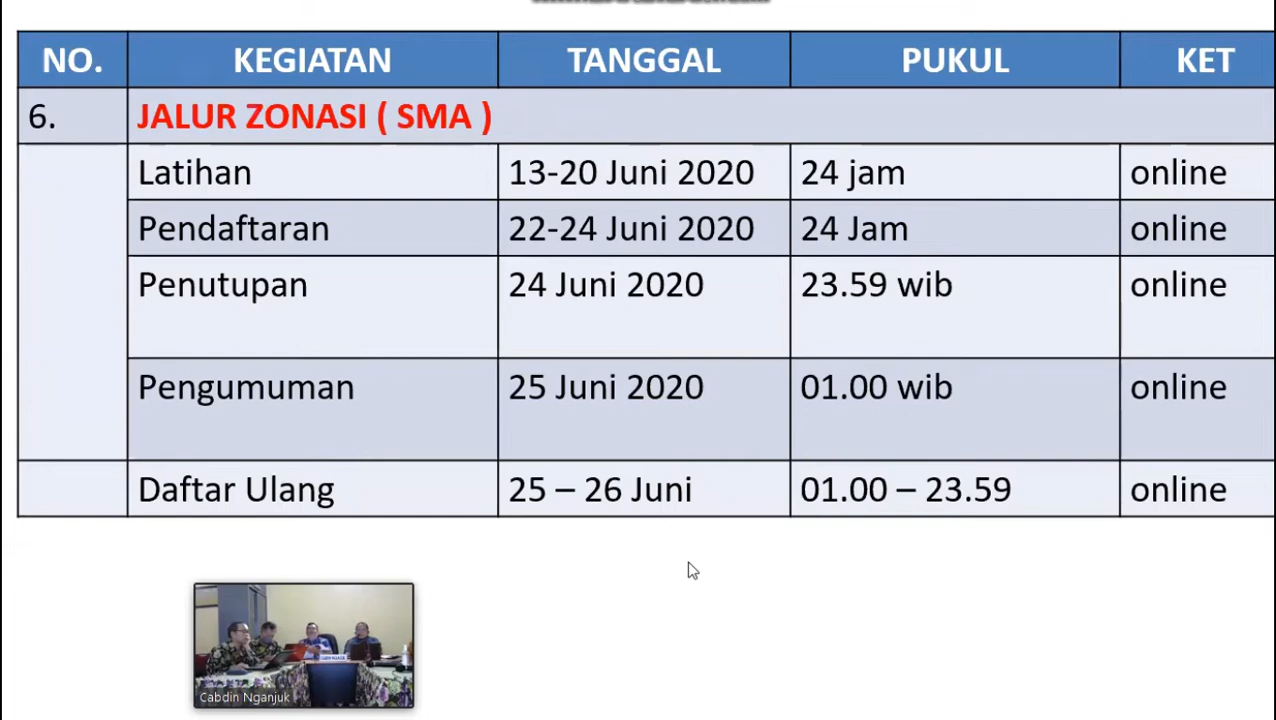 NO. KEGIATAN TANGGAL PUKUL KET
6. JALUR ZONASI ( SMA )
Latihan 13-20 Juni 2020 24 jam online
Pendaftaran 22-24 Juni 2020 24 Jam online
Penutupan 24 Juni 2020 23.59 wib online
Pengumuman 25 Juni 2020 01.00 wib online
Daftar Ulang 25 – 26 Juni 01.00 – 23.59 online
Cabdin Nganjuk